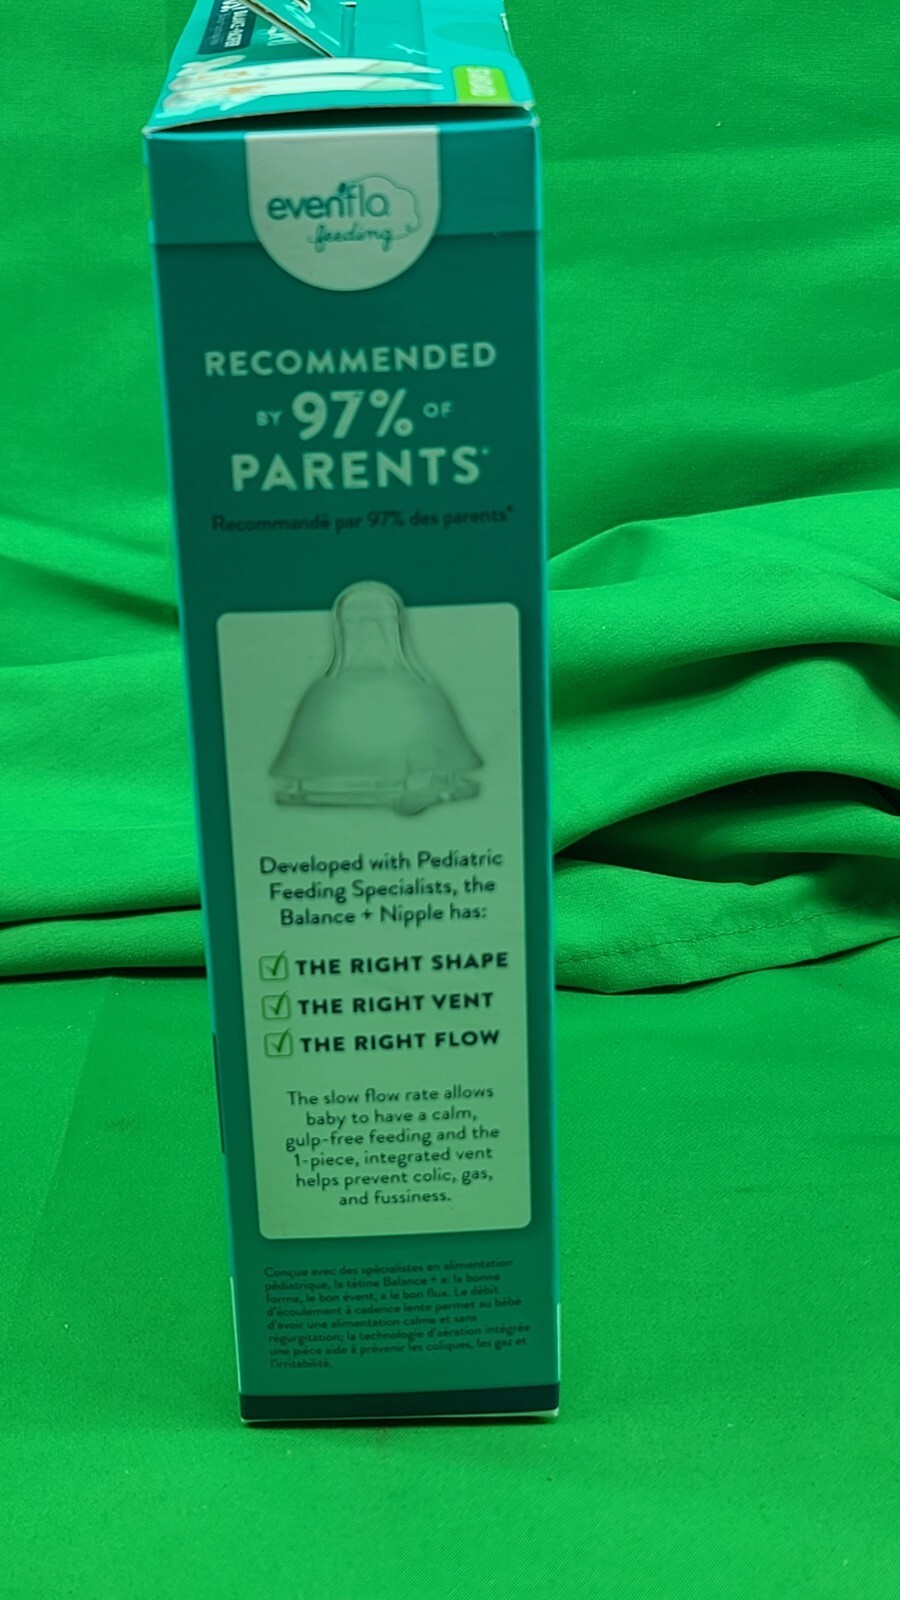 evenflo
feeding
RECOMMENDED
BY 97% OF
PARENTS*
Recommandé par 97% des parents*
Developed with Pediatric
Feeding Specialists, the
Balance + Nipple has:
THE RIGHT SHAPE
THE RIGHT VENT
THE RIGHT FLOW
The slow flow rate allows
baby to have a calm,
gulp-free feeding and the
1-piece, integrated vent
helps prevent colic, gas,
and fussiness.
Conçue avec des spécialistes en alimentation
pédiatrique, la tétine Balance + a: la bonne
forme, le bon évent, e le bon flux. Le débit
d'écoulement à cadence lente permet au bébé
d'avoir une alimentation calme et sans
régurgitation; la technologie d'aération intégrée
une pièce aide à prévenir les coliques, les gaz et
l'irritabilité.